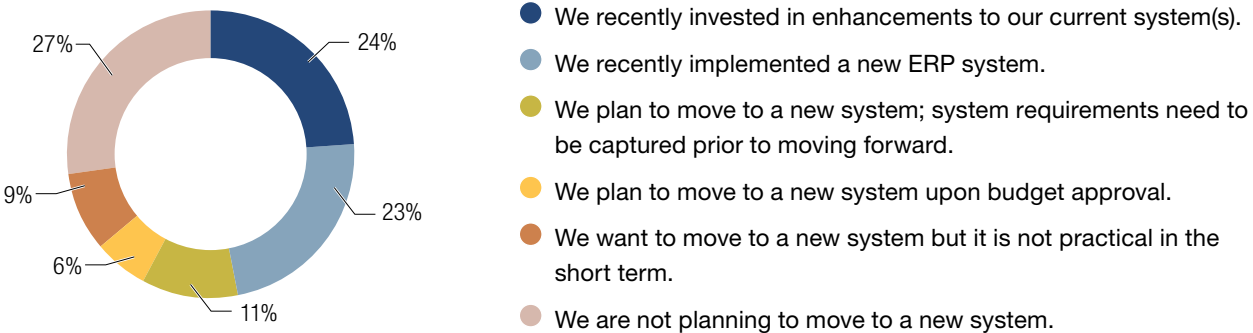 27%
24%
9%
23%
6%
11%
We recently invested in enhancements to our current system(s).
We recently implemented a new ERP system.
We plan to move to a new system; system requirements need to
be captured prior to moving forward.
We plan to move to a new system upon budget approval.
We want to move to a new system but it is not practical in the
short term.
We are not planning to move to a new system.